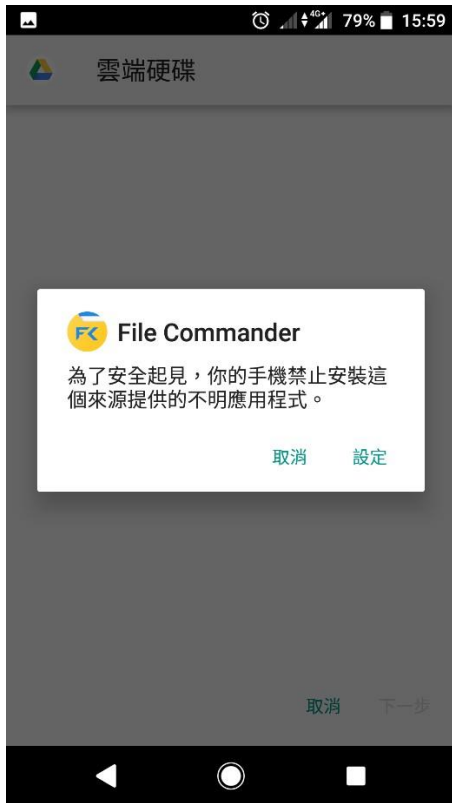 4G+ 79% 15:59
雲端硬碟
FC File Commander
為了安全起見，你的手機禁止安裝這
個來源提供的不明應用程式。
取消 設定
取消 下一步